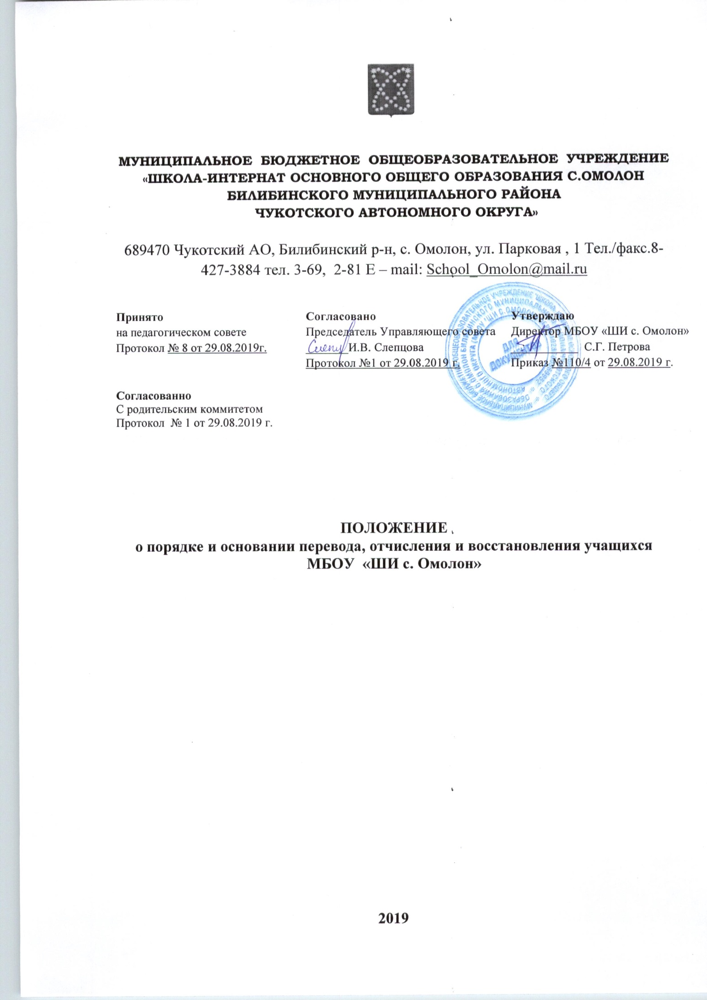 МУНИЦИПАЛЬНОЕ БЮДЖЕТНОЕ ОБЩЕОБРАЗОВАТЕЛЬНОЕ УЧРЕЖДЕНИЕ
«ШКОЛА-ИНТЕРНАТ ОСНОВНОГО ОБЩЕГО ОБРАЗОВАНИЯ С.ОМОЛОН
БИЛИБИНСКОГО МУНИЦИПАЛЬНОГО РАЙОНА
ЧУКОТСКОГО АВТОНОМНОГО ОКРУГА»
689470 Чукотский АО, Билибинский р-н, с. Омолон, ул. Парковая , 1 Тел./факс.8-
427-3884 тел. 3-69, 2-81 Е – mail: School_Omolon@mail.ru
Принято
на педагогическом совете
Протокол № 8 от 29.08.2019г.
Согласовано
Председатель Управляющего совета
И.В. Слепцова
Протокол №1 от 29.08.2019 г.
Утверждаю
Директор МБОУ «ШИ с. Омолон»
С.Г. Петрова
Приказ №110/4 от 29.08.2019 г.
ДЛЯ
ДОКУМЕНТОВ
Согласованно
С родительским коммитетом
Протокол № 1 от 29.08.2019 г.
ПОЛОЖЕНИЕ
о порядке и основании перевода, отчисления и восстановления учащихся
МБОУ «ШИ с. Омолон»
2019